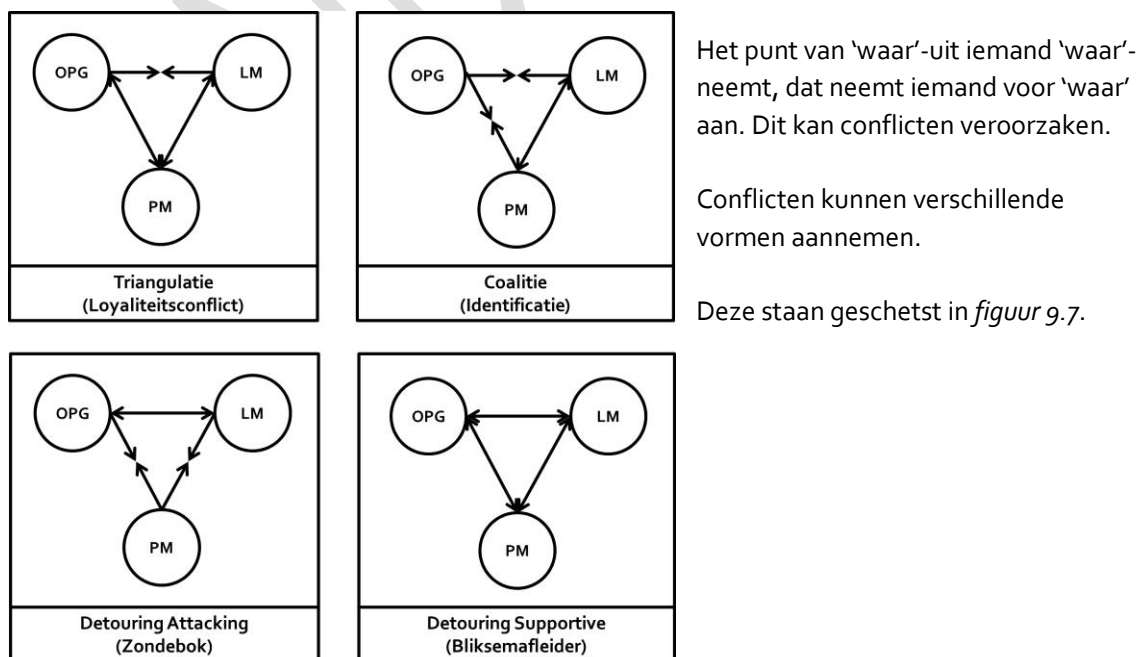 OPG
LM
PM
Triangulatie
(Loyaliteitsconflict)
OPG
LM
PM
Coalitie
(Identificatie)
Het punt van ‘waar’-uit iemand ‘waar’-
neemt, dat neemt iemand voor ‘waar’
aan. Dit kan conflicten veroorzaken.
Conflicten kunnen verschillende
vormen aannemen.
Deze staan geschetst in figuur 9.7.
OPG
LM
PM
Detouring Attacking
(Zondebok)
OPG
LM
PM
Detouring Supportive
(Bliksemafleider)